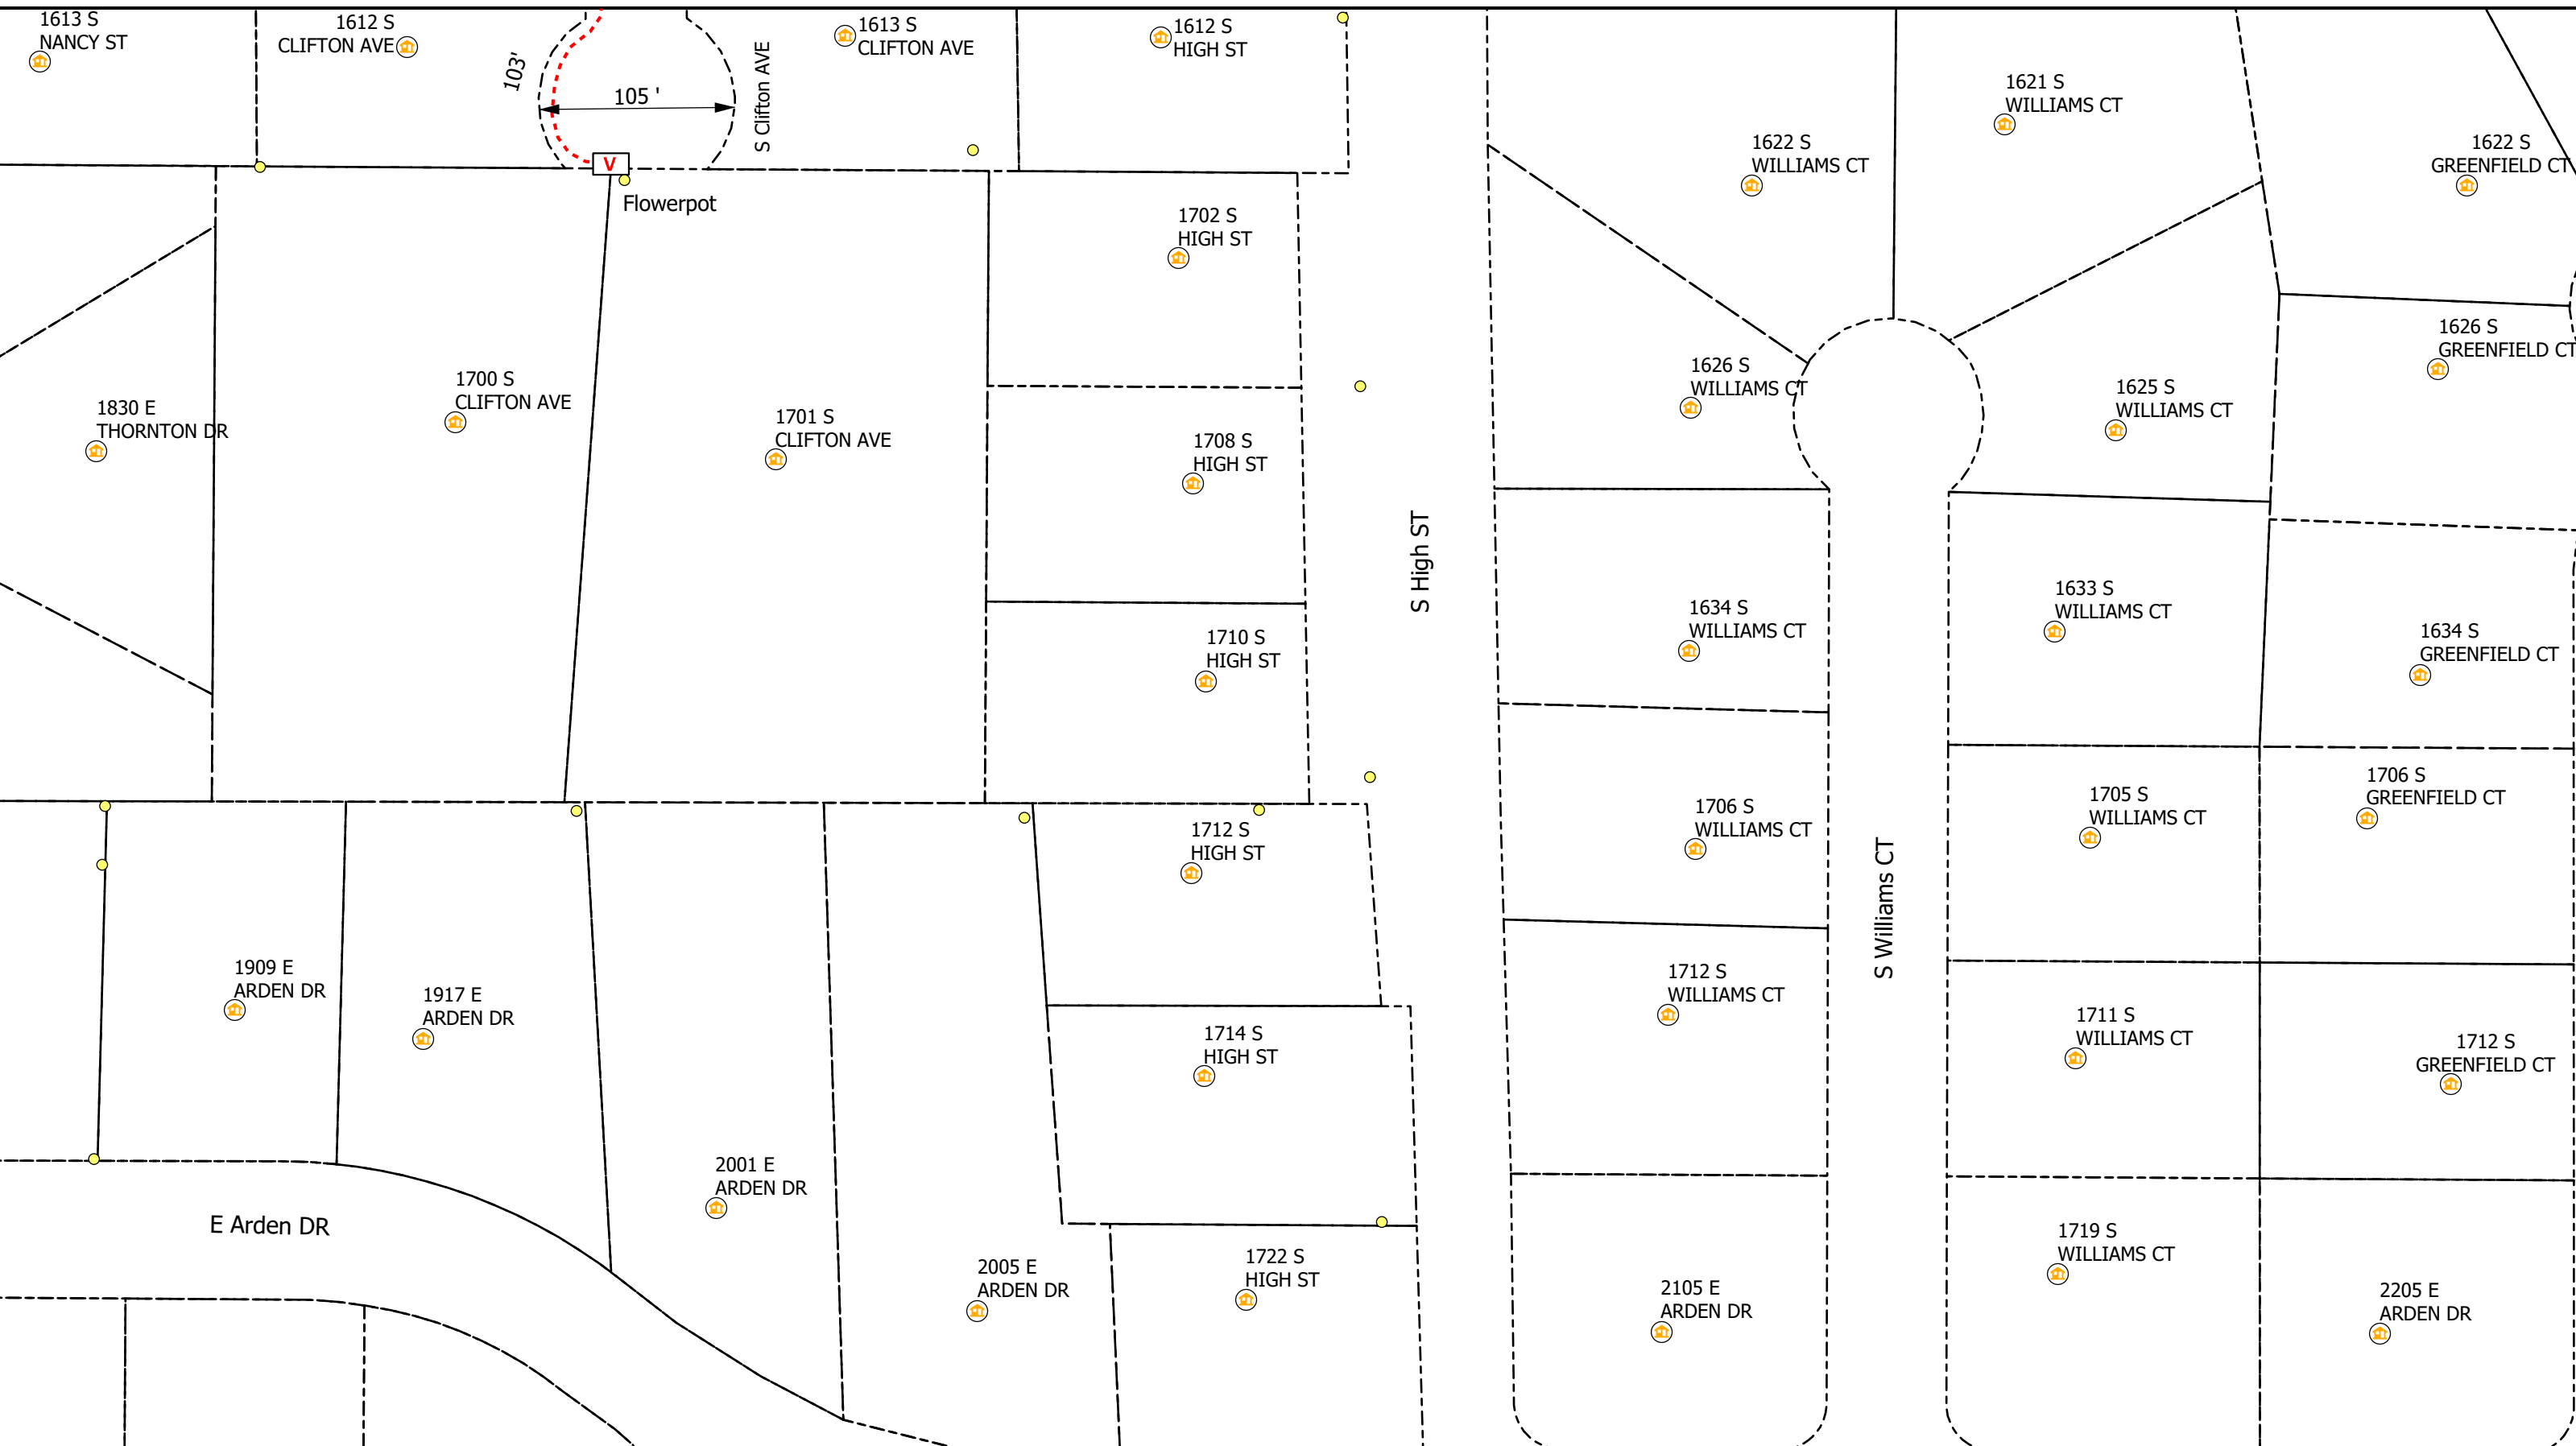 1613 S
NANCY ST
1612 S
CLIFTON AVE
103'
105 '
S Clifton AVE
1613 S
CLIFTON AVE
1612 S
HIGH ST
1621 S
WILLIAMS CT
1622 S
WILLIAMS CT
1622 S
GREENFIELD CT
V
Flowerpot
1702 S
HIGH ST
1626 S
GREENFIELD CT
1626 S
WILLIAMS CT
1625 S
WILLIAMS CT
1700 S
CLIFTON AVE
1830 E
THORNTON DR
1701 S
CLIFTON AVE
1708 S
HIGH ST
S High ST
1633 S
WILLIAMS CT
1634 S
WILLIAMS CT
1634 S
GREENFIELD CT
1710 S
HIGH ST
1706 S
GREENFIELD CT
1705 S
WILLIAMS CT
1706 S
WILLIAMS CT
1712 S
HIGH ST
S Williams CT
1909 E
ARDEN DR
1917 E
ARDEN DR
1712 S
WILLIAMS CT
1711 S
WILLIAMS CT
1714 S
HIGH ST
1712 S
GREENFIELD CT
2001 E
ARDEN DR
E Arden DR
1719 S
WILLIAMS CT
2005 E
ARDEN DR
1722 S
HIGH ST
2105 E
ARDEN DR
2205 E
ARDEN DR